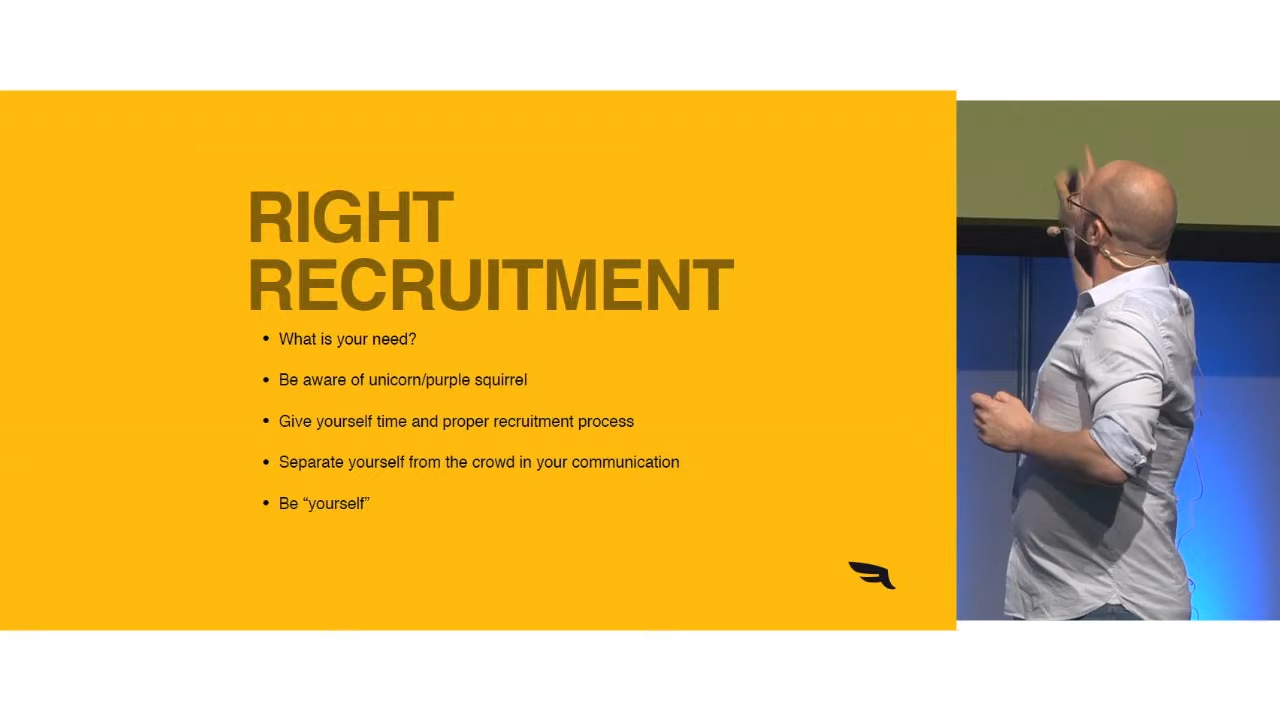 RIGHT
RECRUITMENT
• What is your need?
• Be aware of unicorn/purple squirrel
• Give yourself time and proper recruitment process
• Separate yourself from the crowd in your communication
• Be “yourself”